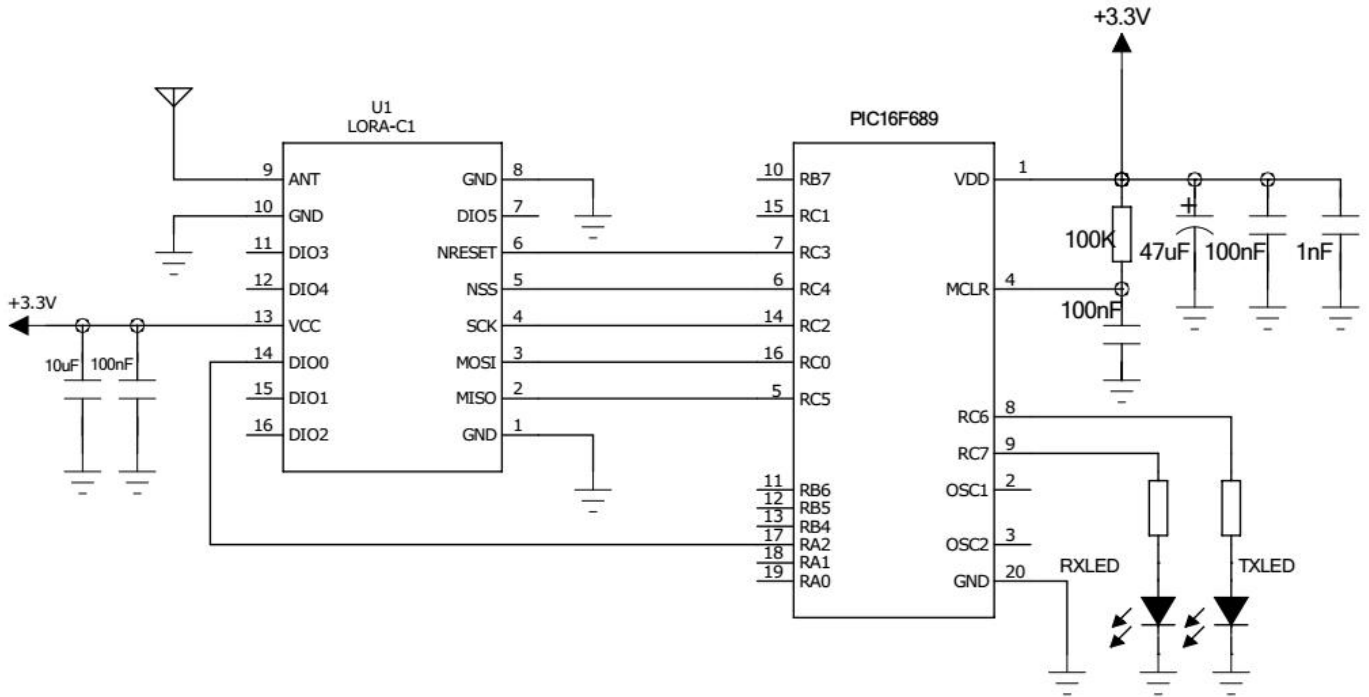 +3.3V
U1
LORA-C1
PIC16F689
9 ANT GND 8
10 GND DIO5 7
11 DIO3 NRESET 6
12 DIO4 NSS 5
13 VCC SCK 4
14 DIO0 MOSI 3
15 DIO1 MISO 2
16 DIO2 GND 1
+3.3V
10uF 100nF
10 RB7 VDD 1
15 RC1
7 RC3
6 RC4 MCLR 4
14 RC2
16 RC0
5 RC5
RC6 8
RC7 9
11 RB6 OSC1 2
12 RB5
13 RB4
17 RA2 OSC2 3
18 RA1
19 RA0 GND 20
100K + 47uF 100nF 1nF
100nF
RXLED TXLED